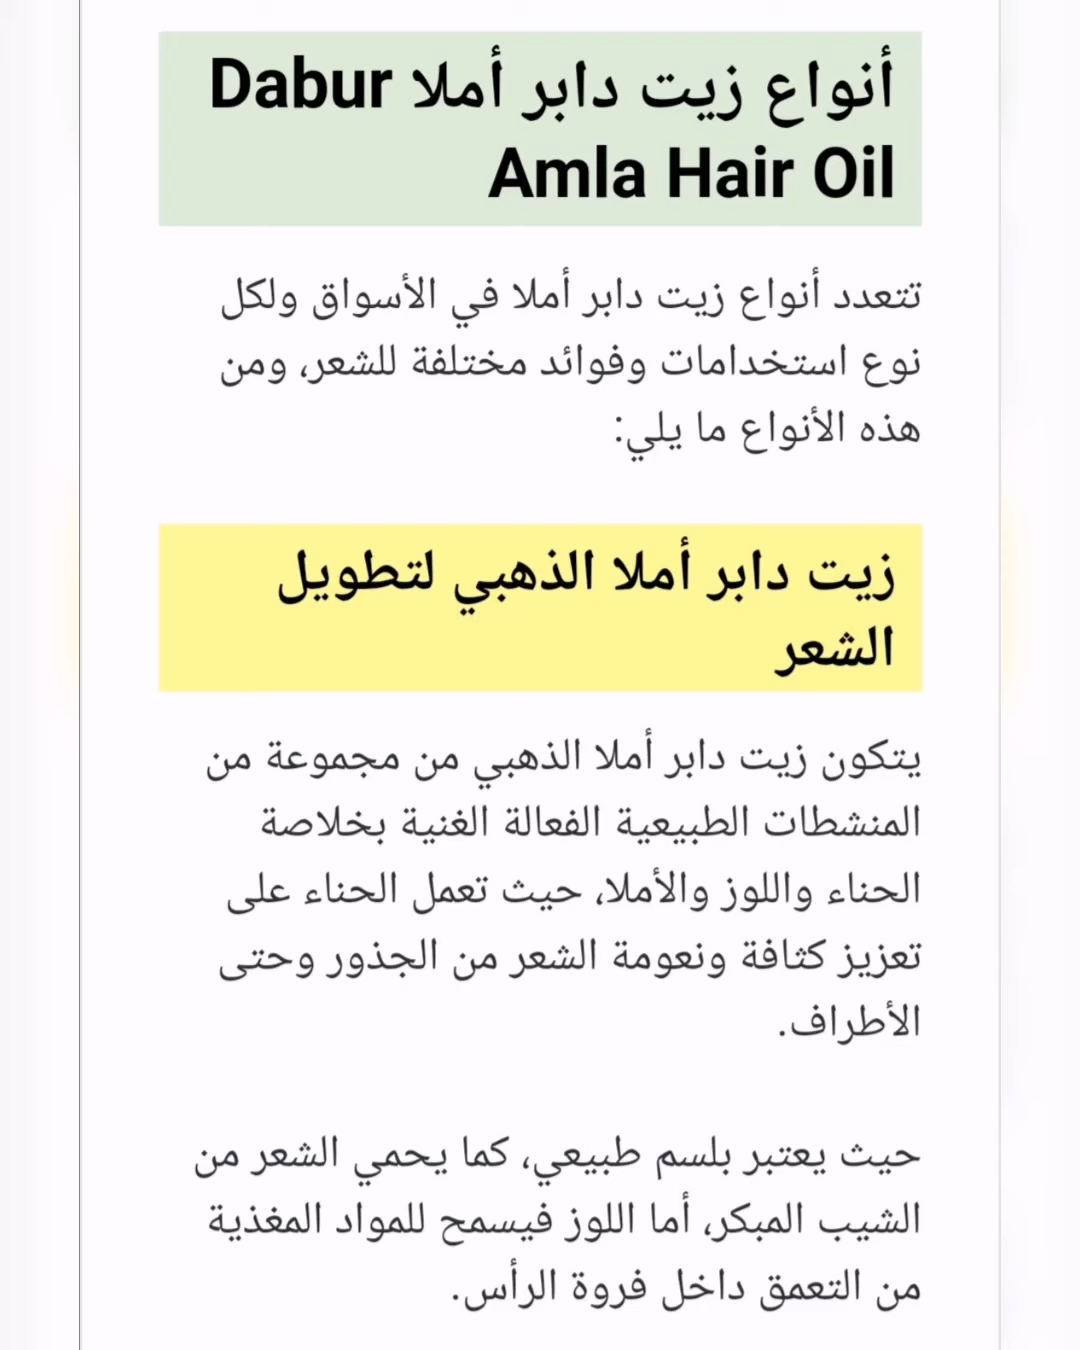 أنواع زيت دابر أملا Dabur
Amla Hair Oil
تتعدد أنواع زيت دابر أملا في الأسواق ولكل
نوع استخدامات وفوائد مختلفة للشعر، ومن
هذه الأنواع ما يلي:
زيت دابر أملا الذهبي لتطويل
الشعر
يتكون زيت دابر أملا الذهبي من مجموعة من
المنشطات الطبيعية الفعالة الغنية بخلاصة
الحناء واللوز والأملا، حيث تعمل الحناء على
تعزيز كثافة ونعومة الشعر من الجذور وحتى
الأطراف.
حيث يعتبر بلسم طبيعي، كما يحمي الشعر من
الشيب المبكر، أما اللوز فيسمح للمواد المغذية
من التعمق داخل فروة الرأس.